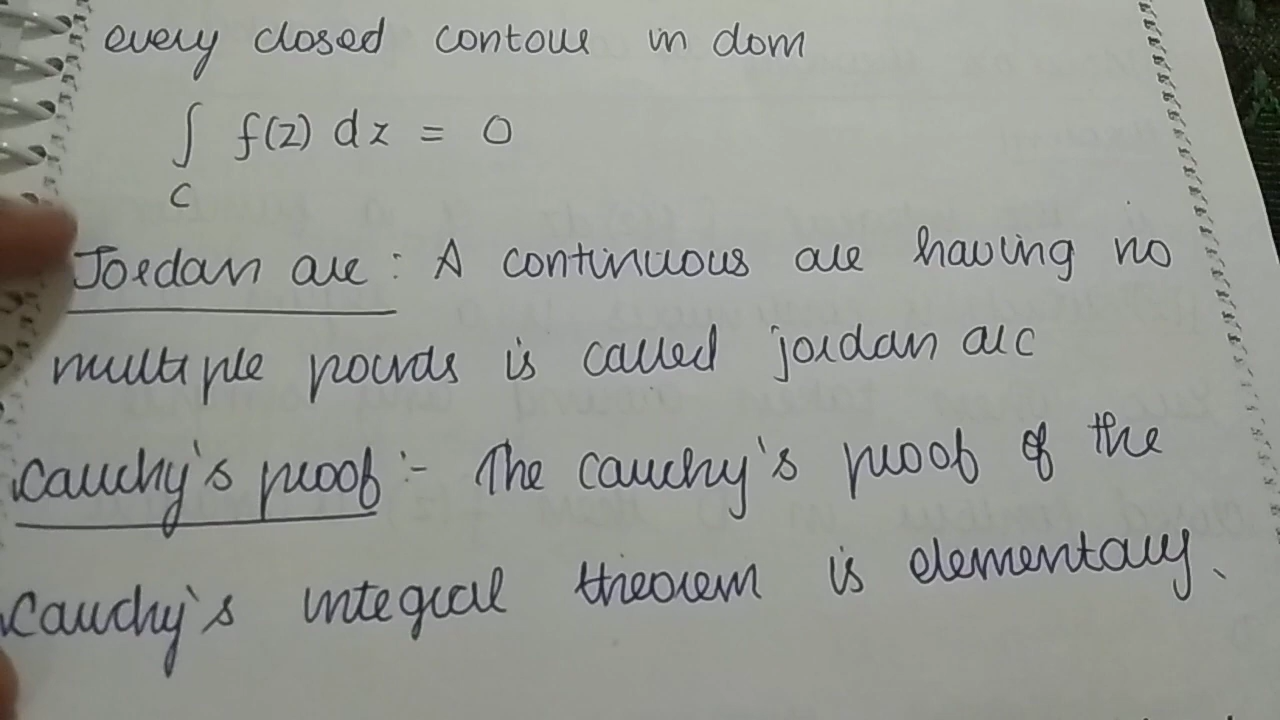 every closed contour in dom
∫ f(z) dz = 0
C
Jordan arc : A continuous arc having no
multiple points is called jordan arc
Cauchy's proof :- The Cauchy's proof of the
Cauchy's integral theorem is elementary.